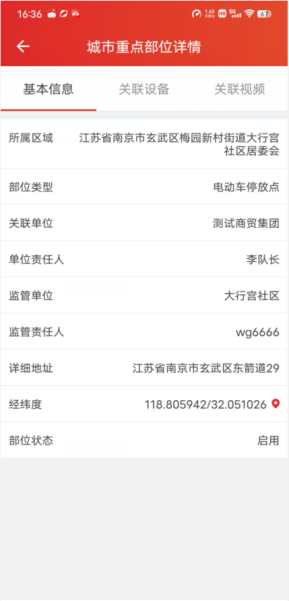 16:36
5G
63
城市重点部位详情
基本信息
关联设备
关联视频
所属区域
江苏省南京市玄武区梅园新村街道大行宫
社区居委会
部位类型
电动车停放点
关联单位
测试商贸集团
单位责任人
李队长
监管单位
大行宫社区
监管责任人
wg6666
详细地址
江苏省南京市玄武区东箭道29
经纬度
118.805942/32.051026
部位状态
启用